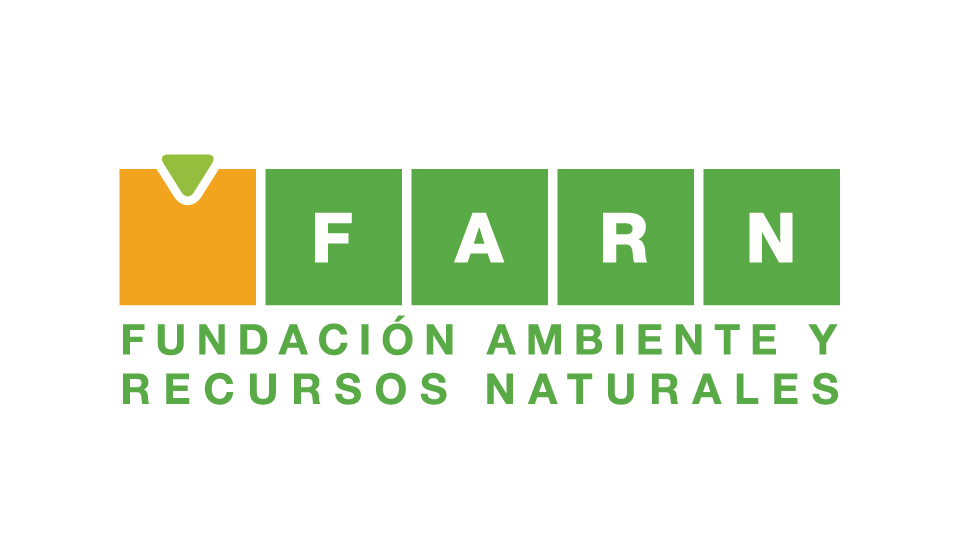 FARN
FUNDACIÓN AMBIENTE Y
RECURSOS NATURALES